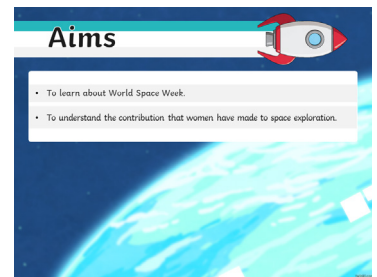 Aims
• To learn about World Space Week.
• To understand the contribution that women have made to space exploration.